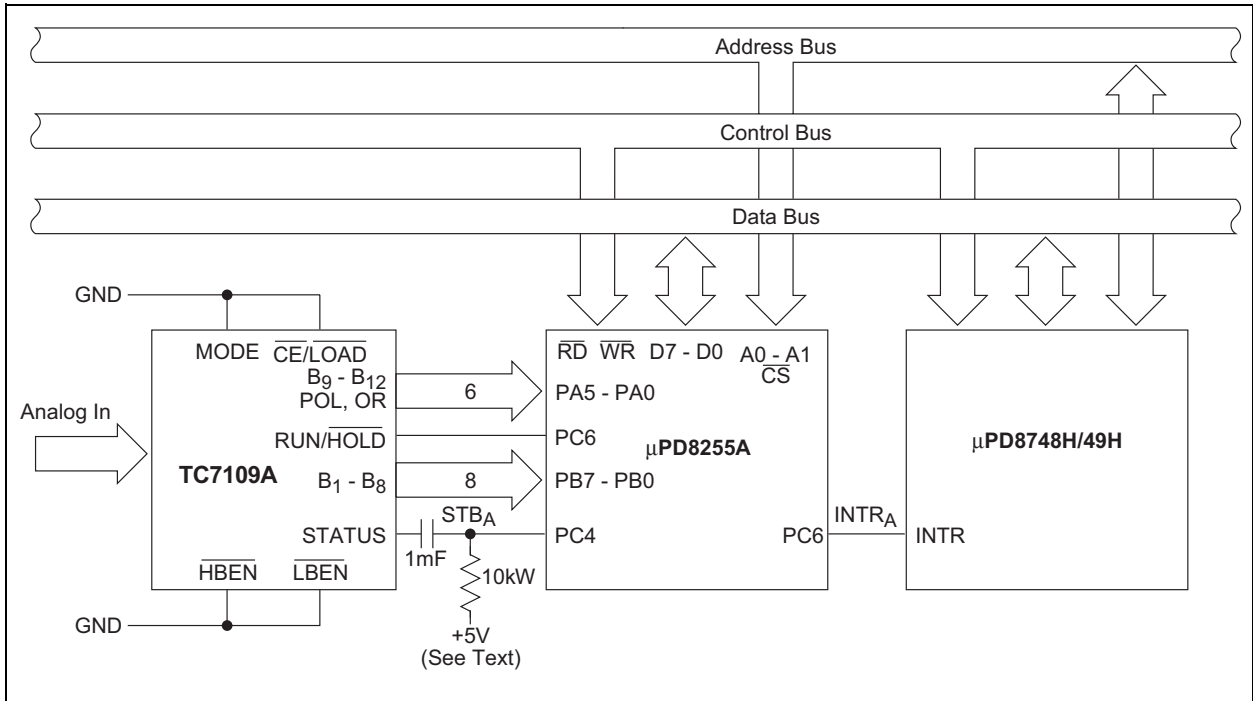 Address Bus
Control Bus
Data Bus
GND
MODE CE/LOAD
B9 - B12
POL, OR
6
RUN/HOLD
Analog In
TC7109A
B1 - B8
8
STATUS
STBA
1mF
10kW
+5V
(See Text)
HBEN LBEN
GND
RD WR D7 - D0 A0 - A1
CS
PA5 - PA0
PC6
μPD8255A
PB7 - PB0
PC4
PC6
INTRA
μPD8748H/49H
INTR